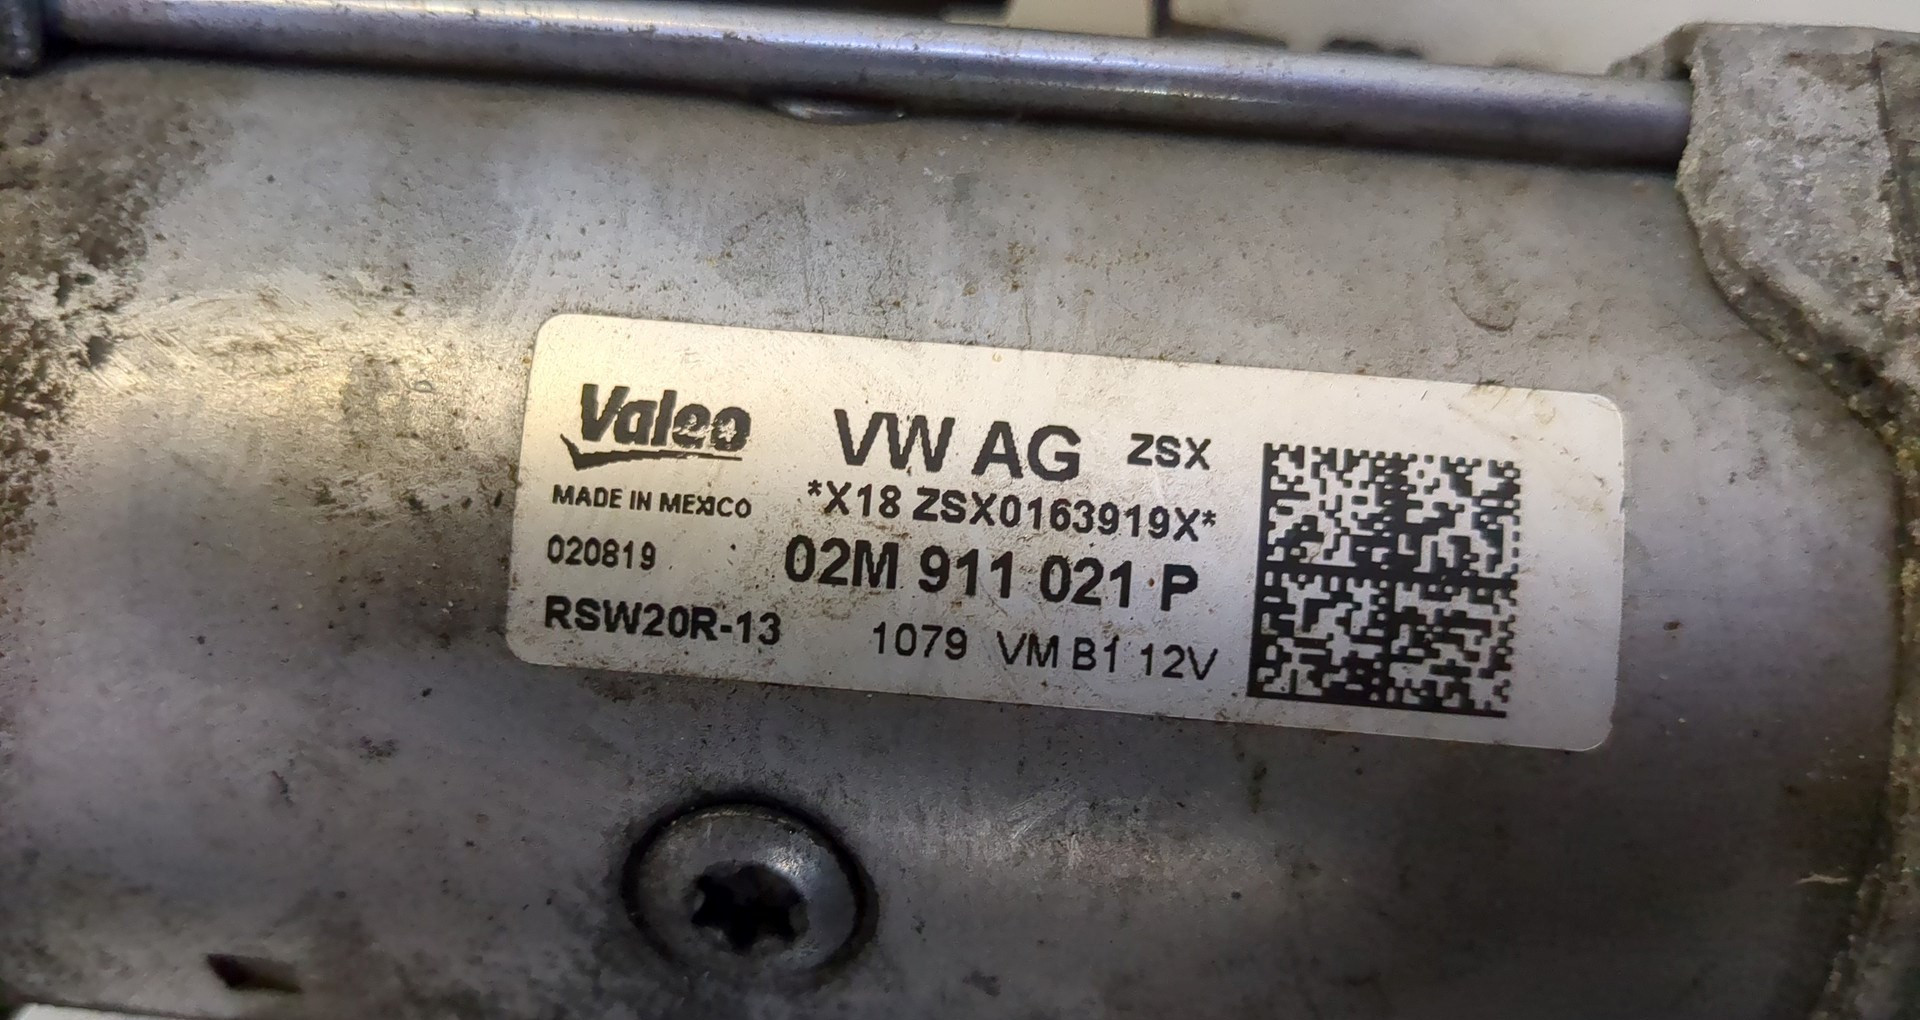 Valeo
VW AG ZSX
MADE IN MEXICO
*X18 ZSX0163919X*
020819
02M 911 021 P
RSW20R-13
1079 VM B1 12V